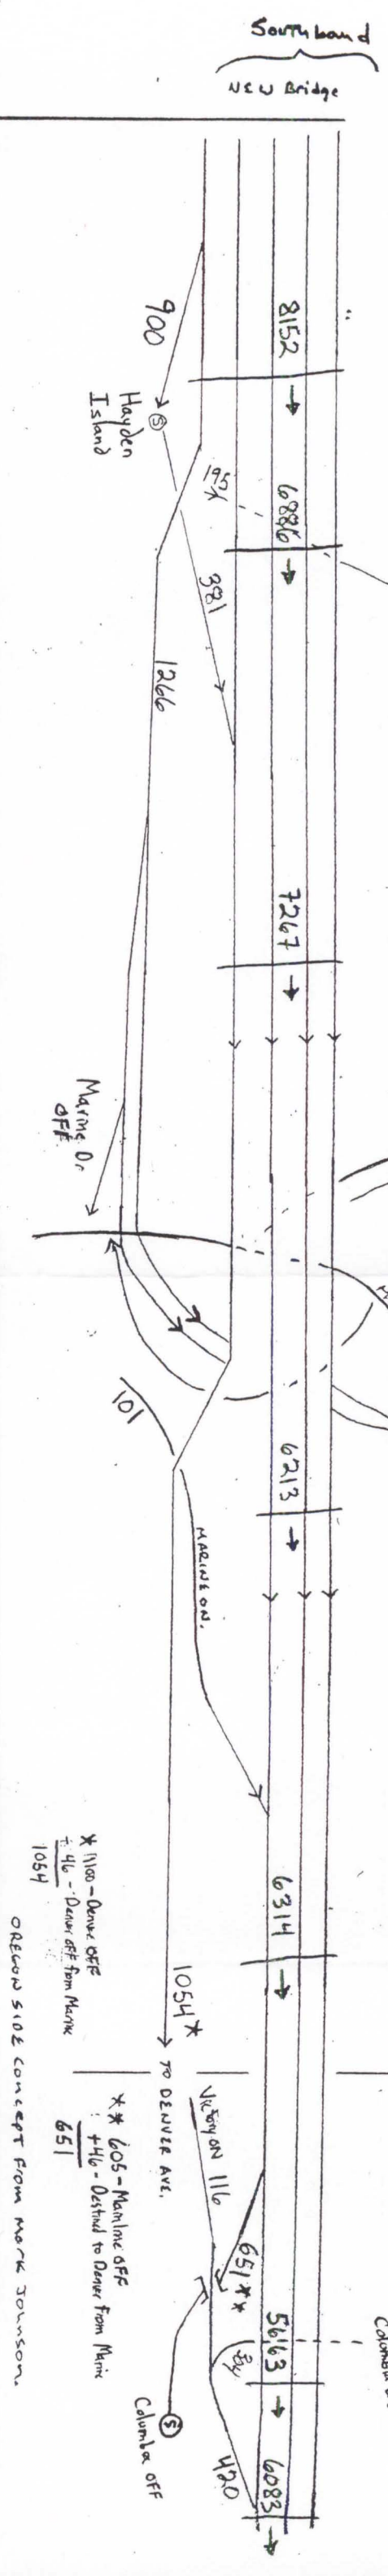 Southband
NEW Bridge
8152
900
Hayden
Island
6886
195
381
1266
7267
Marine Dr
OFF
101
6213
MARINE ON.
6314
1054*
TO DENVER AVE.
* 1100 - Denver OFF
÷ 46 - Denver off from Marine
1054
** 605 - Mainline OFF
+46 - Destined to Denver From Marine
651
Victory ON 116
651**
5663
Columbia OFF
420
6083
OREGON SIDE CONCEPT FROM MARK JOHNSON.